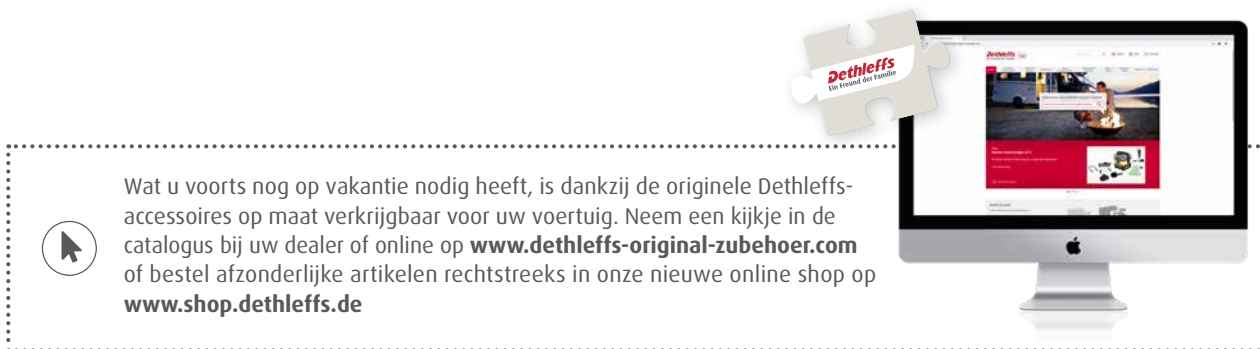 Dethleffs
Ein Freund der Familie
Dethleffs
Wat u voorts nog op vakantie nodig heeft, is dankzij de originele Dethleffs-
accessoires op maat verkrijgbaar voor uw voertuig. Neem een kijkje in de
catalogus bij uw dealer of online op www.dethleffs-original-zubehoer.com
of bestel afzonderlijke artikelen rechtstreeks in onze nieuwe online shop op
www.shop.dethleffs.de